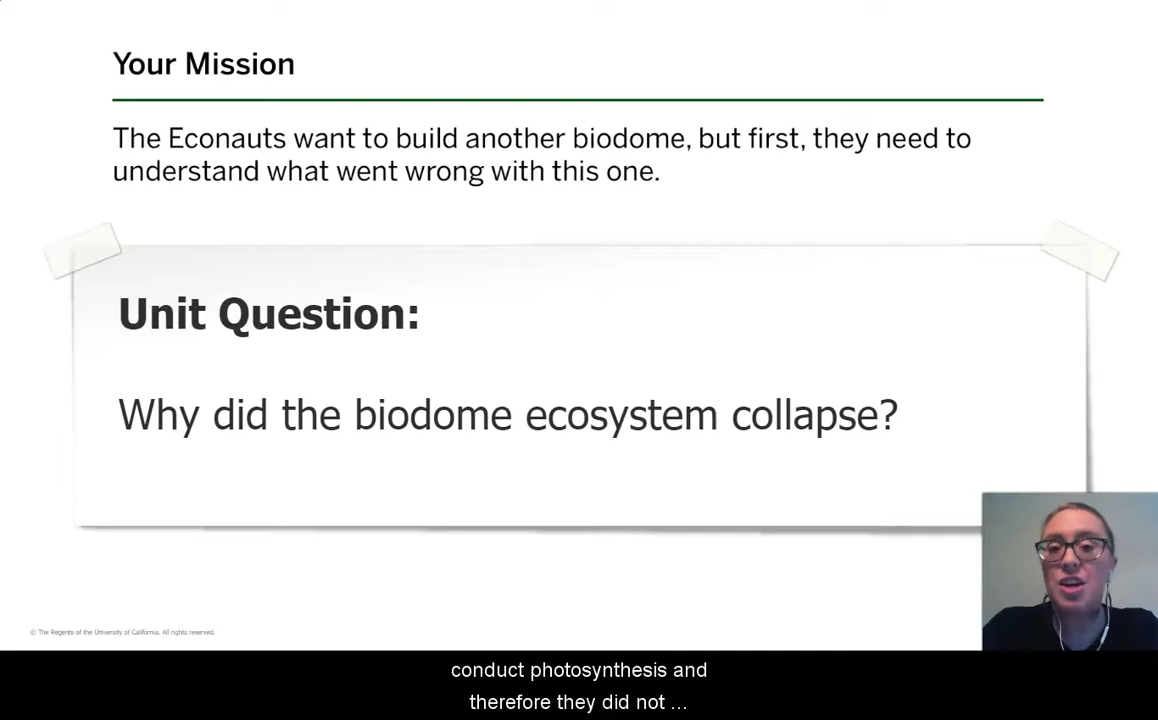 Your Mission
The Econauts want to build another biodome, but first, they need to
understand what went wrong with this one.
Unit Question:
Why did the biodome ecosystem collapse?
© The Regents of the University of California. All rights reserved.
conduct photosynthesis and
therefore they did not ...